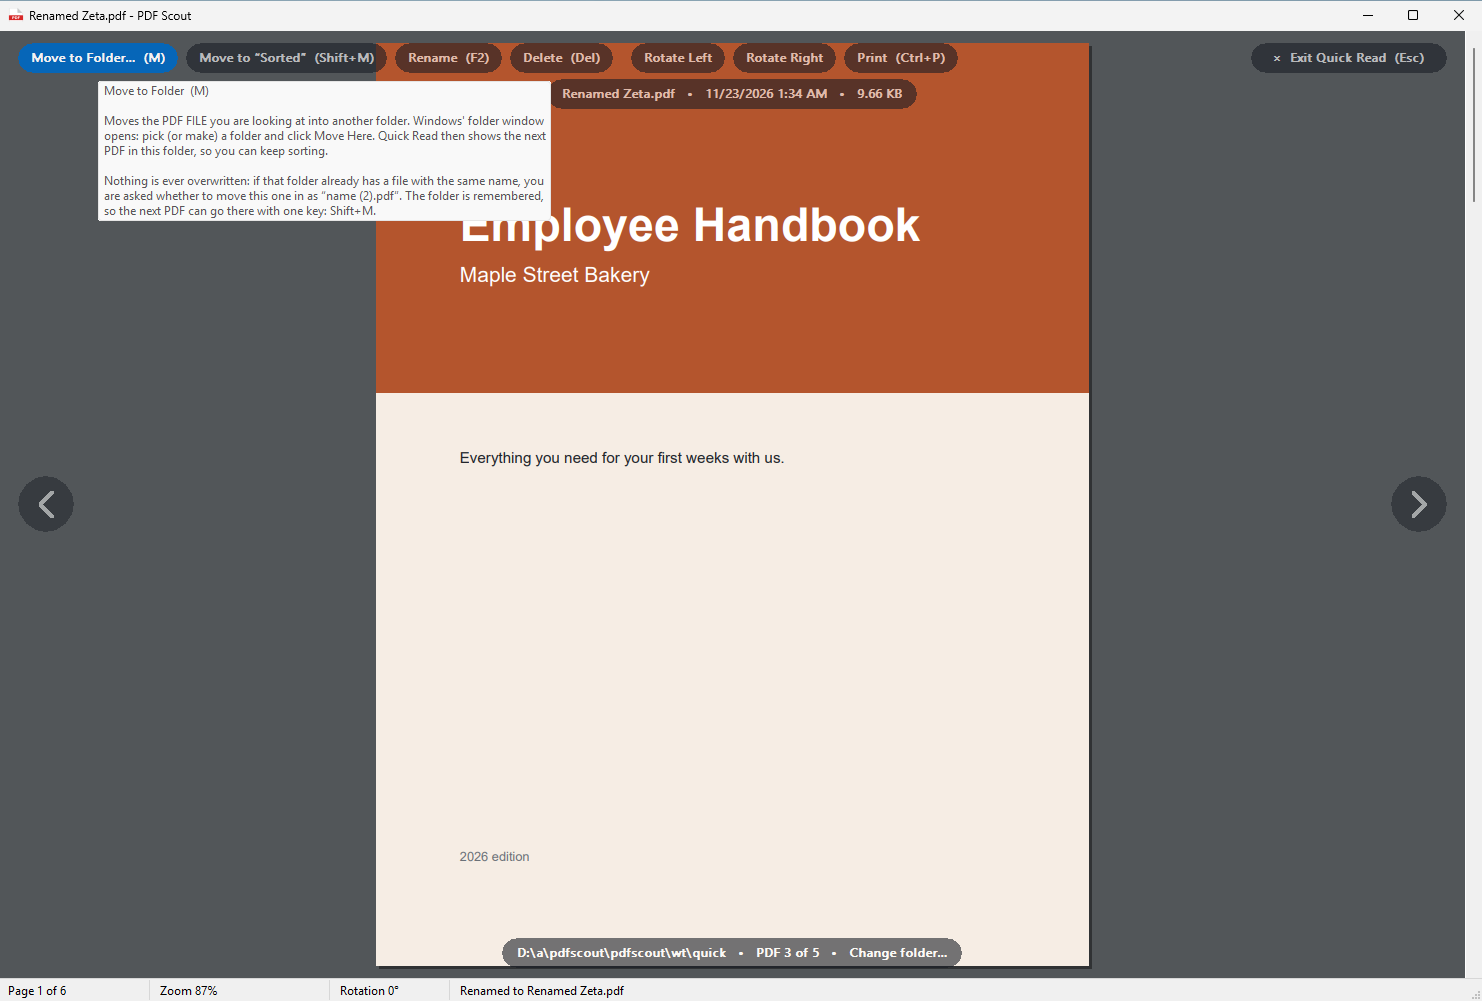 Renamed Zeta.pdf - PDF Scout
Move to Folder... (M)
Move to “Sorted” (Shift+M)
Rename (F2)
Delete (Del)
Rotate Left
Rotate Right
Print (Ctrl+P)
× Exit Quick Read (Esc)
Renamed Zeta.pdf • 11/23/2026 1:34 AM • 9.66 KB
Move to Folder (M)
Moves the PDF FILE you are looking at into another folder. Windows' folder window
opens: pick (or make) a folder and click Move Here. Quick Read then shows the next
PDF in this folder, so you can keep sorting.
Nothing is ever overwritten: if that folder already has a file with the same name, you
are asked whether to move this one in as “name (2).pdf”. The folder is remembered,
so the next PDF can go there with one key: Shift+M.
Employee Handbook
Maple Street Bakery
Everything you need for your first weeks with us.
2026 edition
D:\a\pdfscout\pdfscout\wt\quick • PDF 3 of 5 • Change folder...
Page 1 of 6
Zoom 87%
Rotation 0°
Renamed to Renamed Zeta.pdf